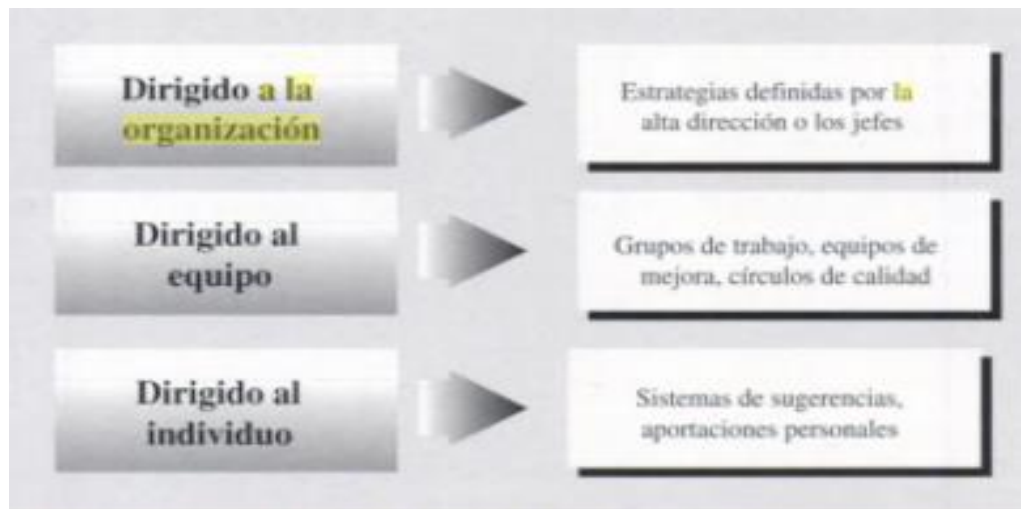 Dirigido a la
organización
Estrategias definidas por la
alta dirección o los jefes
Dirigido al
equipo
Grupos de trabajo, equipos de
mejora, círculos de calidad
Dirigido al
individuo
Sistemas de sugerencias,
aportaciones personales